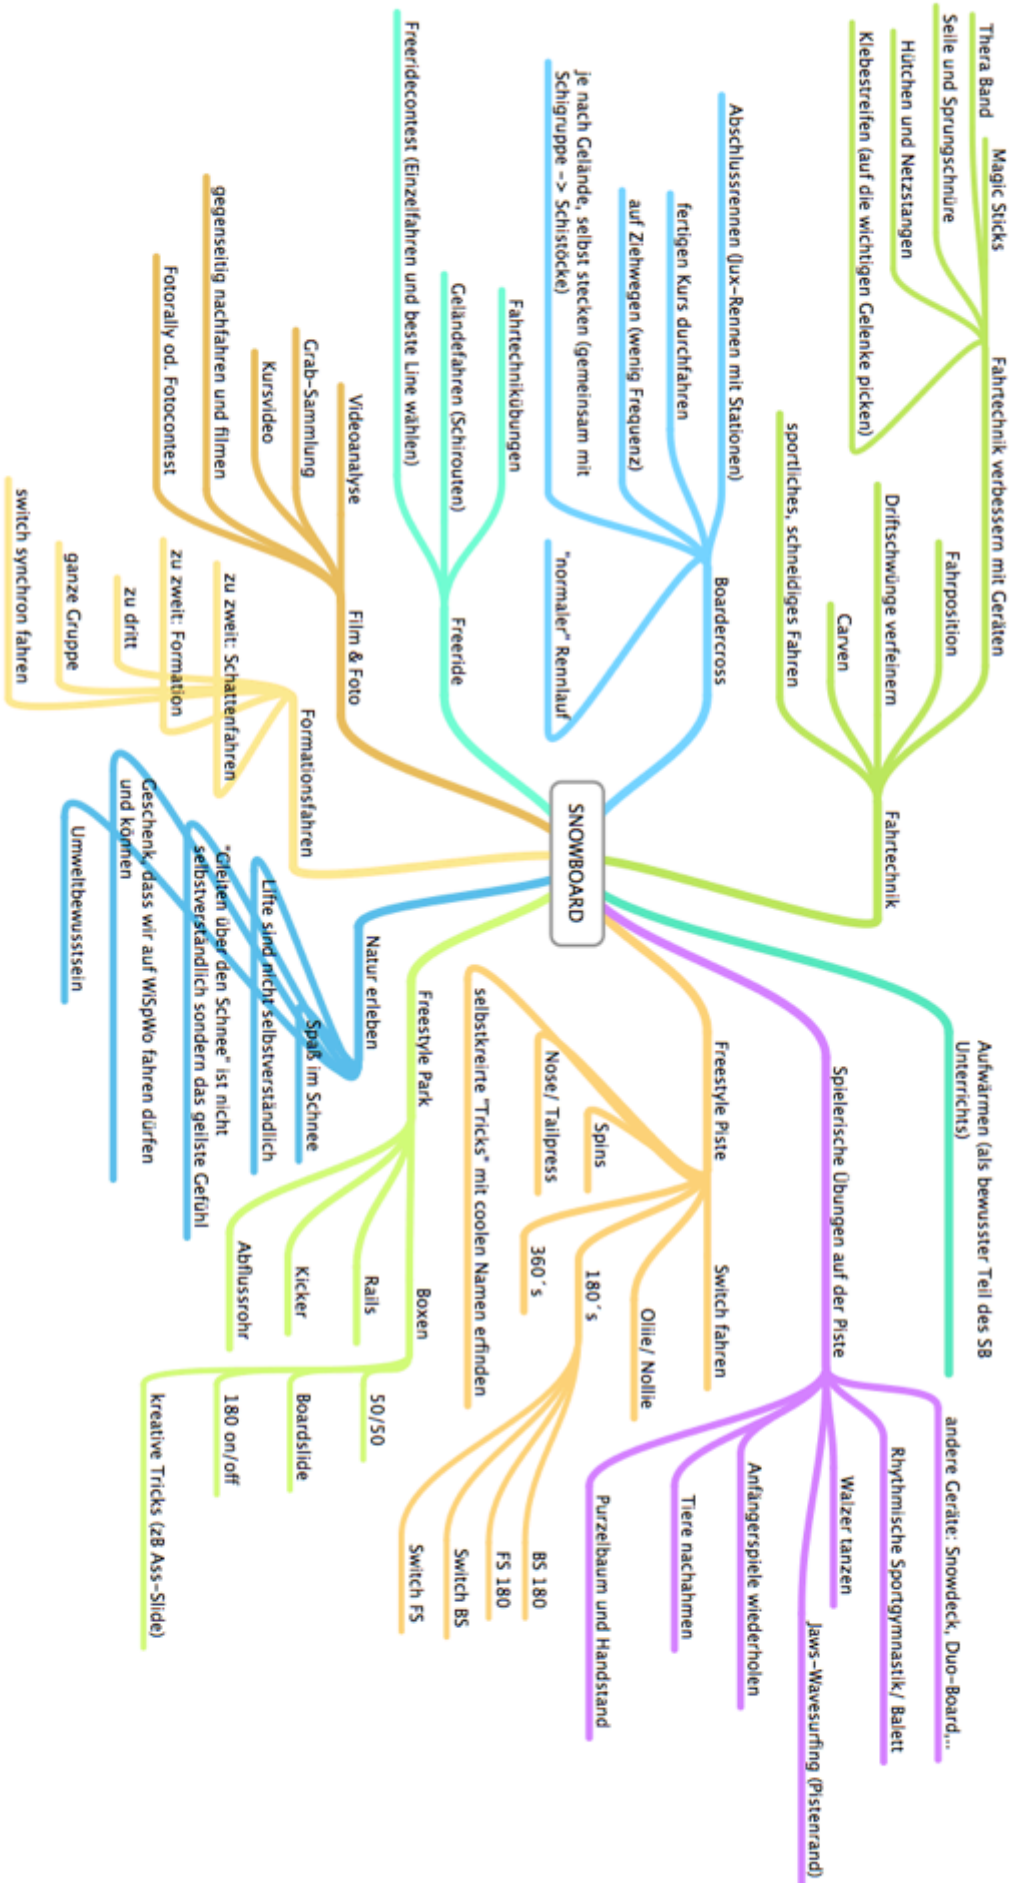 SNOWBOARD
Fahrtechnik
Fahrtechnik verbessern mit Geräten
Magic Sticks
Thera Band
Seile und Sprungschnüre
Hütchen und Netzstangen
Klebestreifen (auf die wichtigen Gelenke picken)
Fahrposition
Driftschwünge verfeinern
Carven
sportliches, schneidiges Fahren
Boardercross
Abschlussrennen (Jux-Rennen mit Stationen)
fertigen Kurs durchfahren
auf Ziehwegen (wenig Frequenz)
je nach Gelände, selbst stecken (gemeinsam mit
Schigruppe -> Schistöcke)
"normaler" Rennlauf
Freeride
Fahrtechnikübungen
Geländefahren (Schirouten)
Freeridecontest (Einzelfahren und beste Line wählen)
Film & Foto
Videoanalyse
Grab-Sammlung
Kursvideo
gegenseitig nachfahren und filmen
Fotorally od. Fotocontest
Formationsfahren
zu zweit: Schattenfahren
zu zweit: Formation
zu dritt
ganze Gruppe
switch synchron fahren
Aufwärmen (als bewusster Teil des SB
Unterrichts)
Spielerische Übungen auf der Piste
andere Geräte: Snowdeck, Duo-Board,..
Rhythmische Sportgymnastik/ Balett
Walzer tanzen
Jaws-Wavesurfing (Pistenrand)
Anfängerspiele wiederholen
Tiere nachahmen
Purzelbaum und Handstand
Freestyle Piste
Switch fahren
Ollie/ Nollie
180´s
BS 180
FS 180
Switch BS
Switch FS
360´s
Spins
Nose/ Tailpress
selbstkreirte "Tricks" mit coolen Namen erfinden
Freestyle Park
Boxen
50/50
Boardslide
180 on/off
kreative Tricks (zB Ass-Slide)
Rails
Kicker
Abflussrohr
Natur erleben
Spaß im Schnee
Lifte sind nicht selbstverständlich
"Gleiten über den Schnee" ist nicht
selbstverständlich sondern das geilste Gefühl
Geschenk, dass wir auf WiSpWo fahren dürfen
und können
Umweltbewusstsein